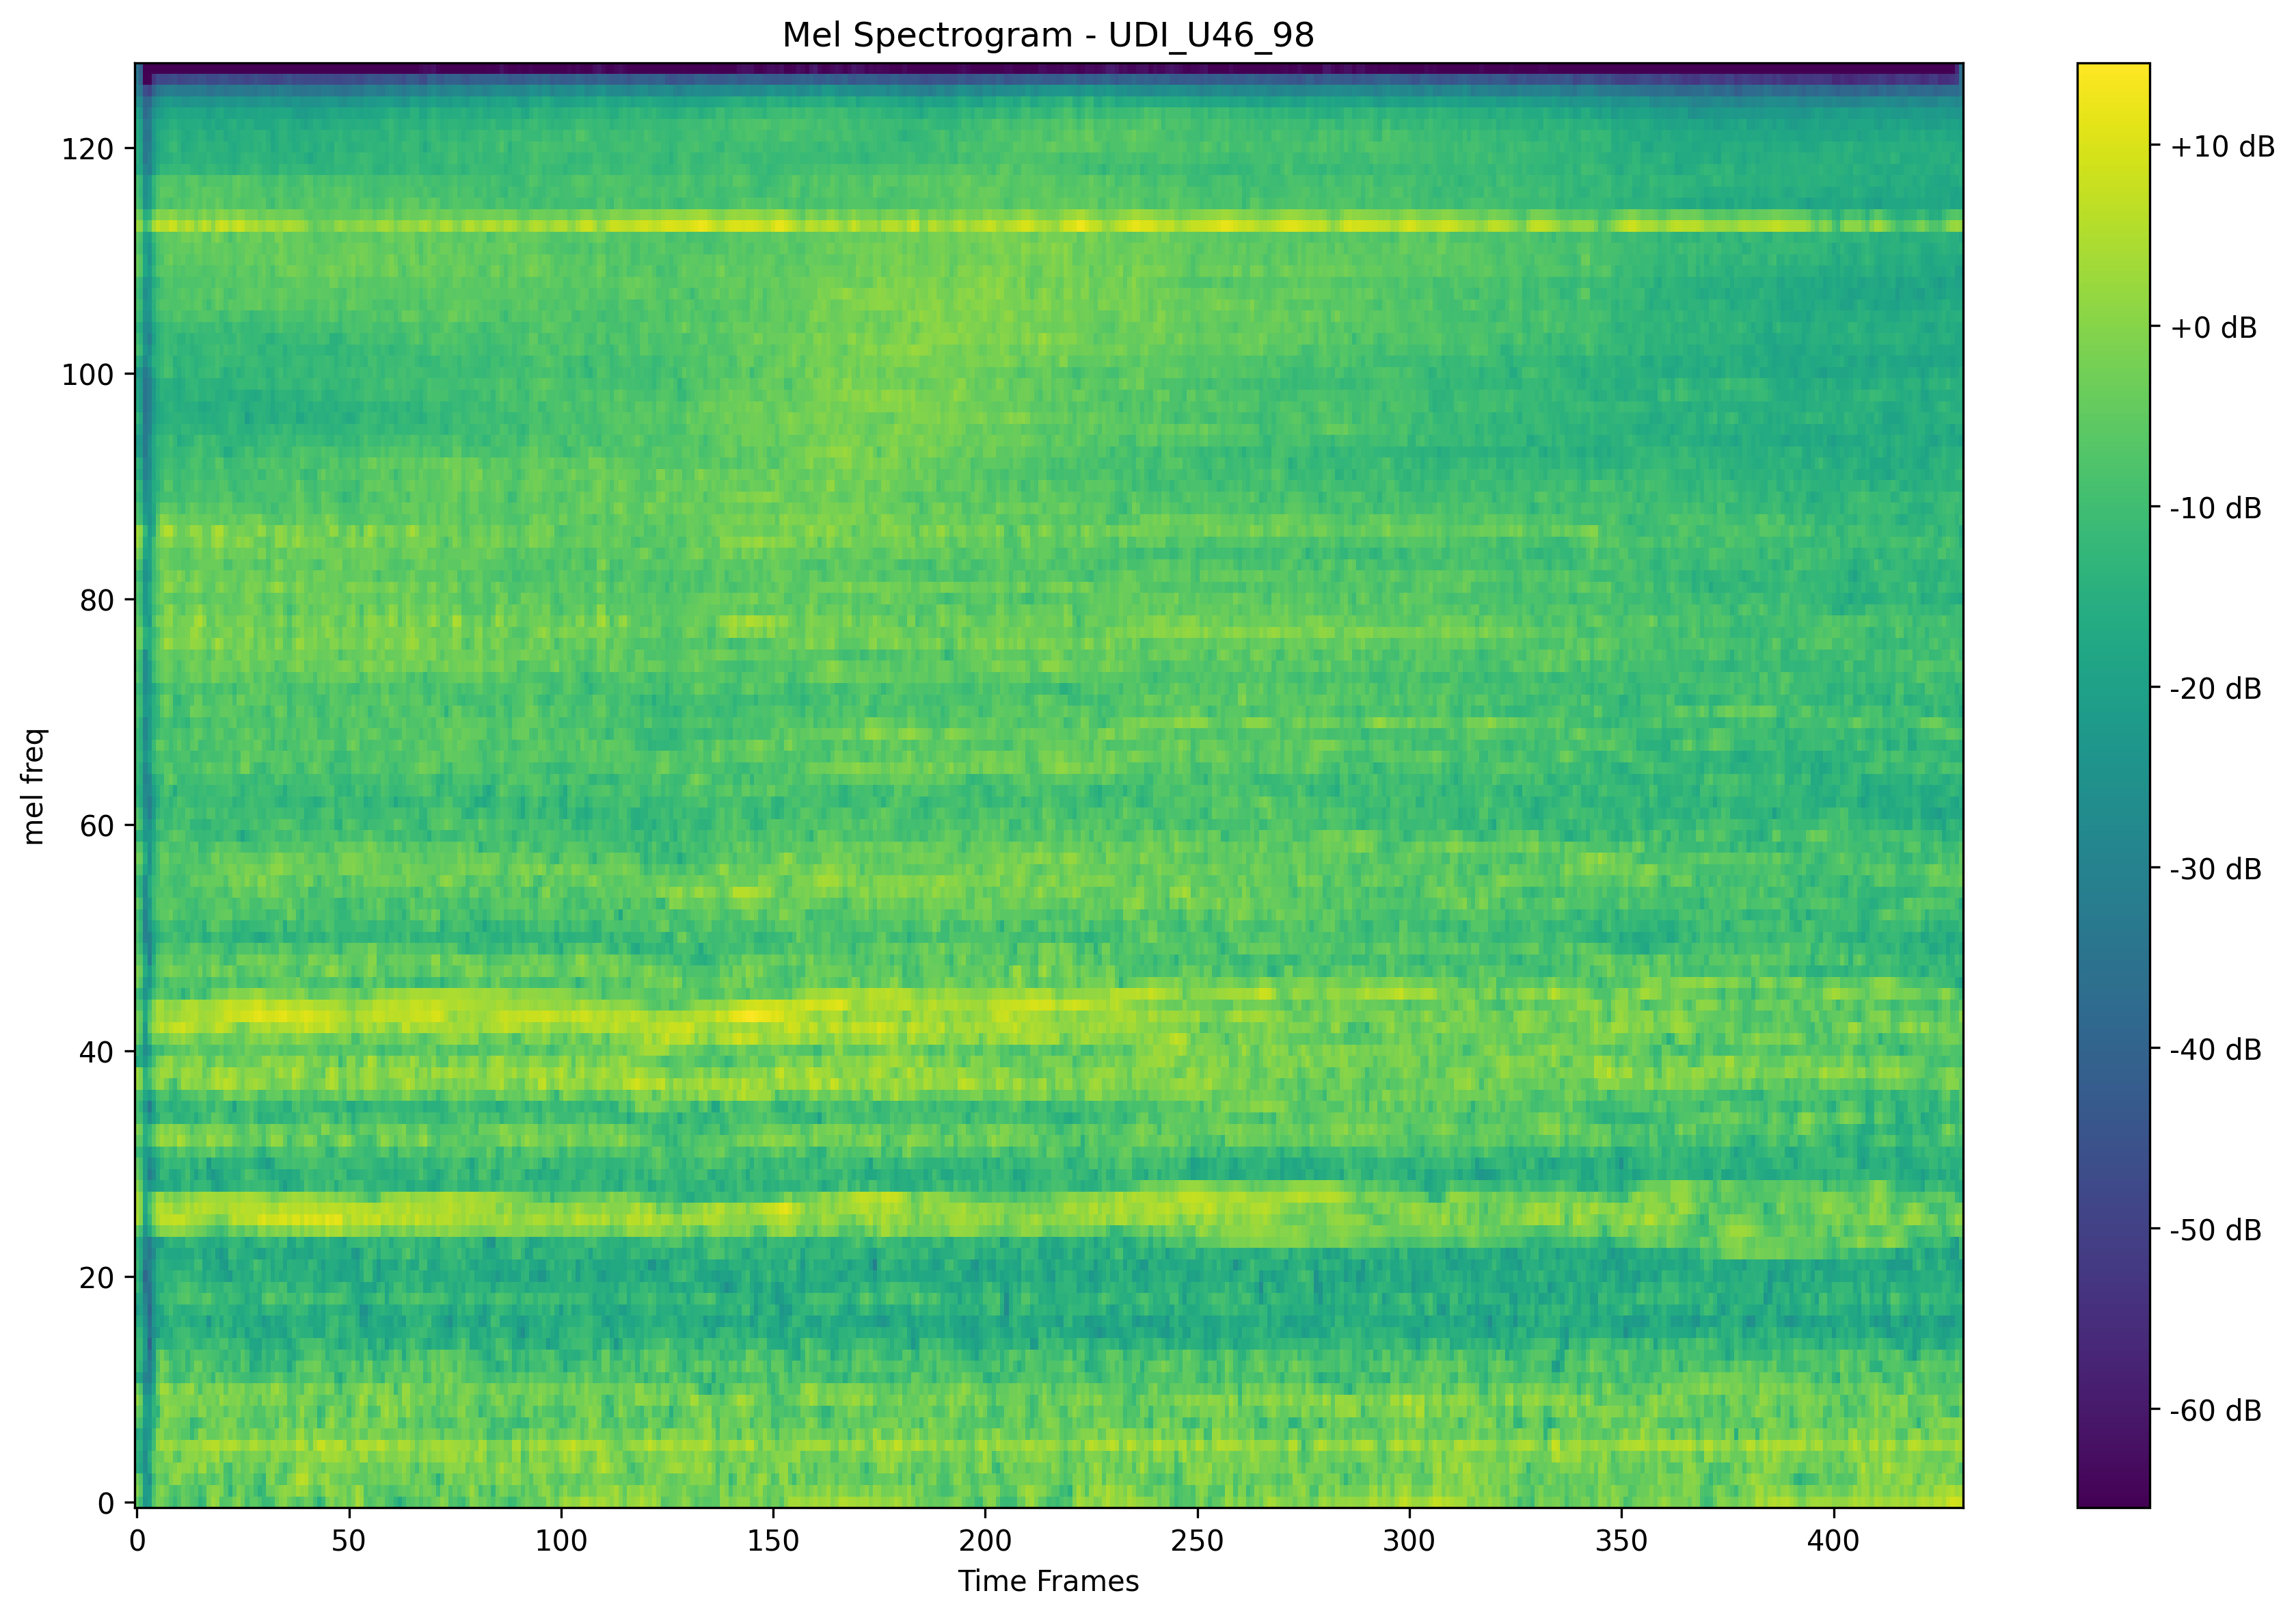 Mel Spectrogram - UDI_U46_98
mel freq
120
100
80
60
40
20
0
0 50 100 150 200 250 300 350 400
Time Frames
+10 dB
+0 dB
-10 dB
-20 dB
-30 dB
-40 dB
-50 dB
-60 dB